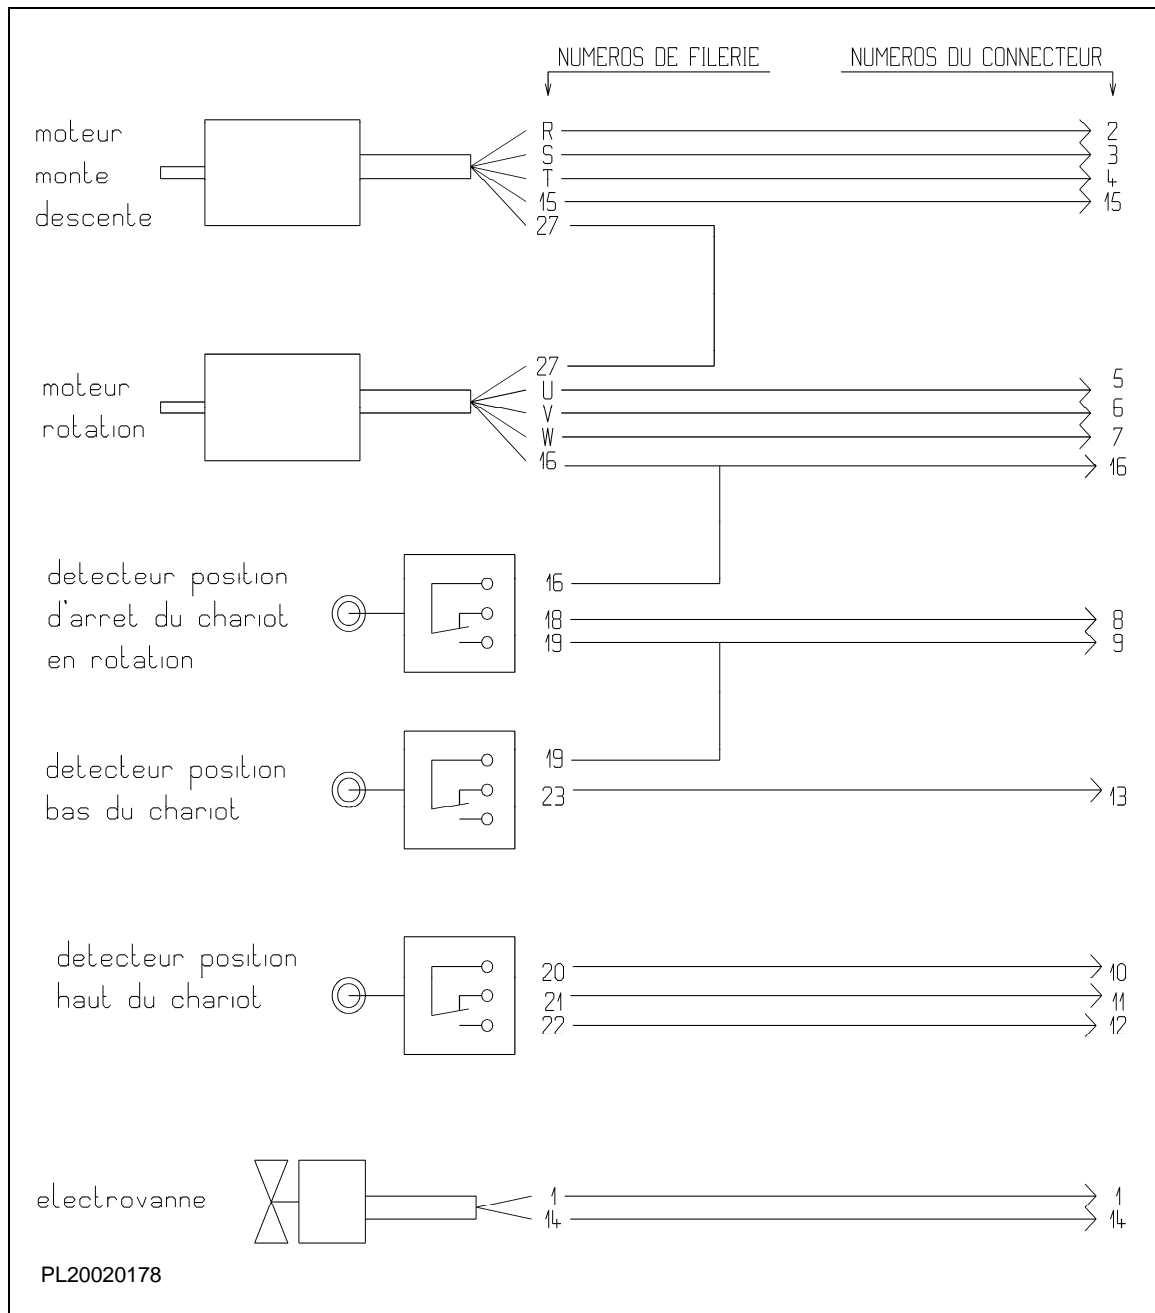 NUMEROS DE FILERIE NUMEROS DU CONNECTEUR
moteur
monte
descente
R 2
S 3
T 4
15 15
27
moteur
rotation
27
U 5
V 6
W 7
16 16
detecteur position
d'arret du chariot
en rotation
16
18 8
19 9
detecteur position
bas du chariot
19
23 13
detecteur position
haut du chariot
20 10
21 11
22 12
electrovanne
1 1
14 14
PL20020178